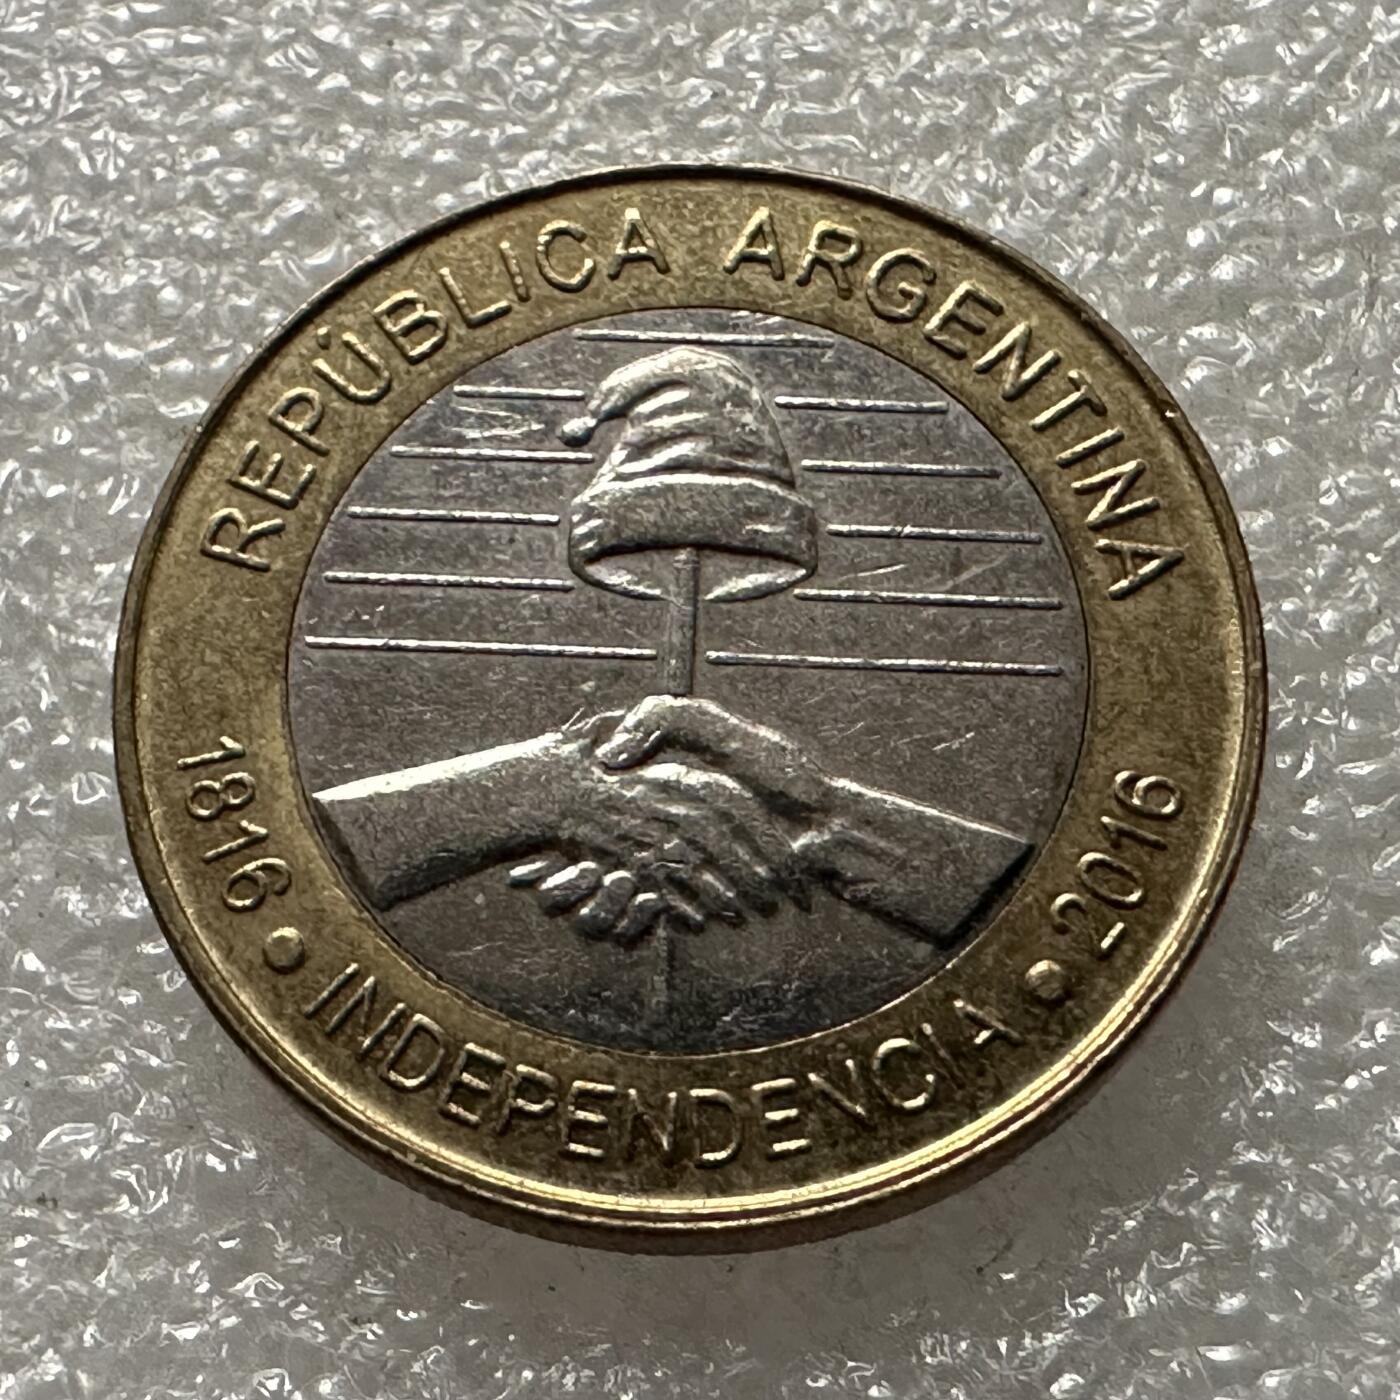 REPÚBLICA ARGENTINA
1816 • INDEPENDENCIA • 2016